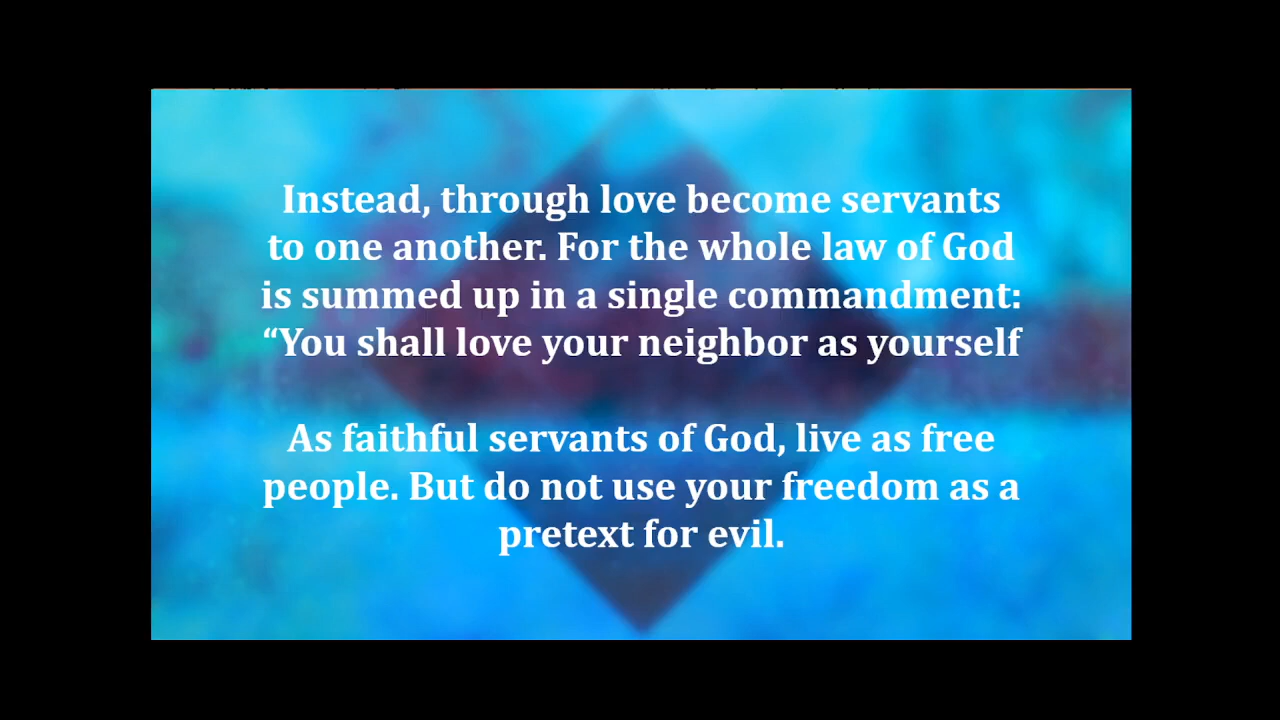 Instead, through love become servants
to one another. For the whole law of God
is summed up in a single commandment:
“You shall love your neighbor as yourself
As faithful servants of God, live as free
people. But do not use your freedom as a
pretext for evil.